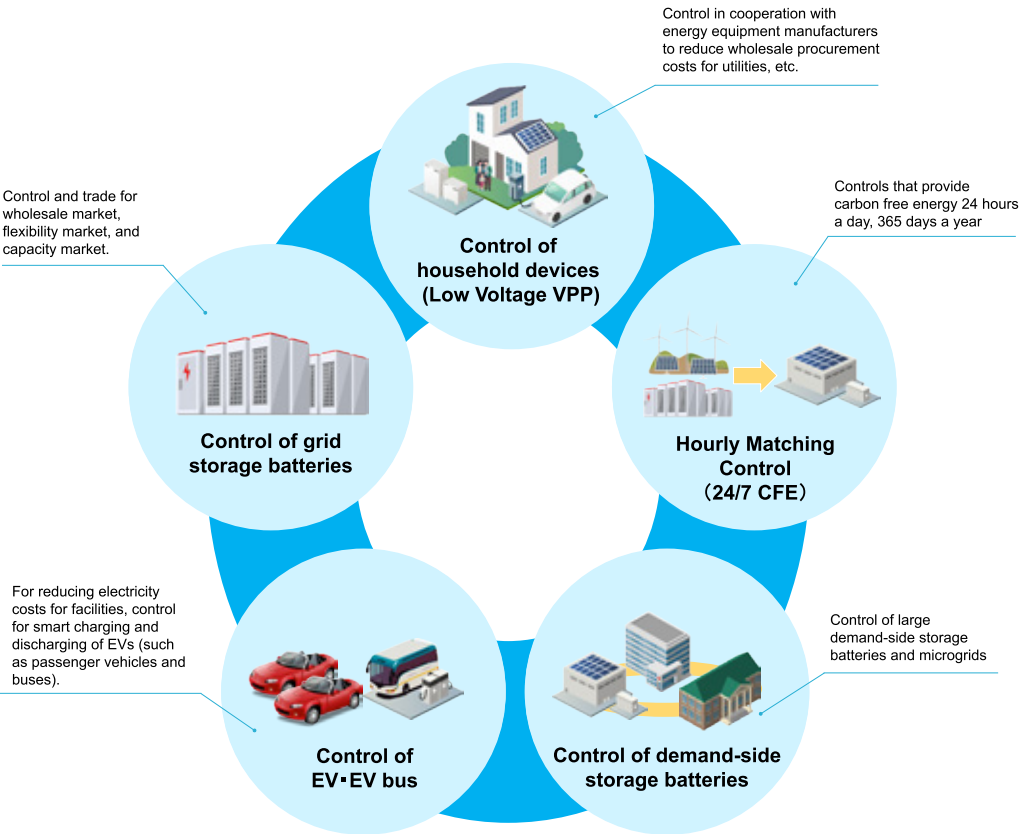 Control in cooperation with
energy equipment manufacturers
to reduce wholesale procurement
costs for utilities, etc.
Control of
household devices
(Low Voltage VPP)
Control and trade for
wholesale market,
flexibility market, and
capacity market.
Control of grid
storage batteries
Controls that provide
carbon free energy 24 hours
a day, 365 days a year
Hourly Matching
Control
（24/7 CFE）
For reducing electricity
costs for facilities, control
for smart charging and
discharging of EVs (such
as passenger vehicles and
buses).
Control of
EV・EV bus
Control of large
demand-side storage
batteries and microgrids
Control of demand-side
storage batteries